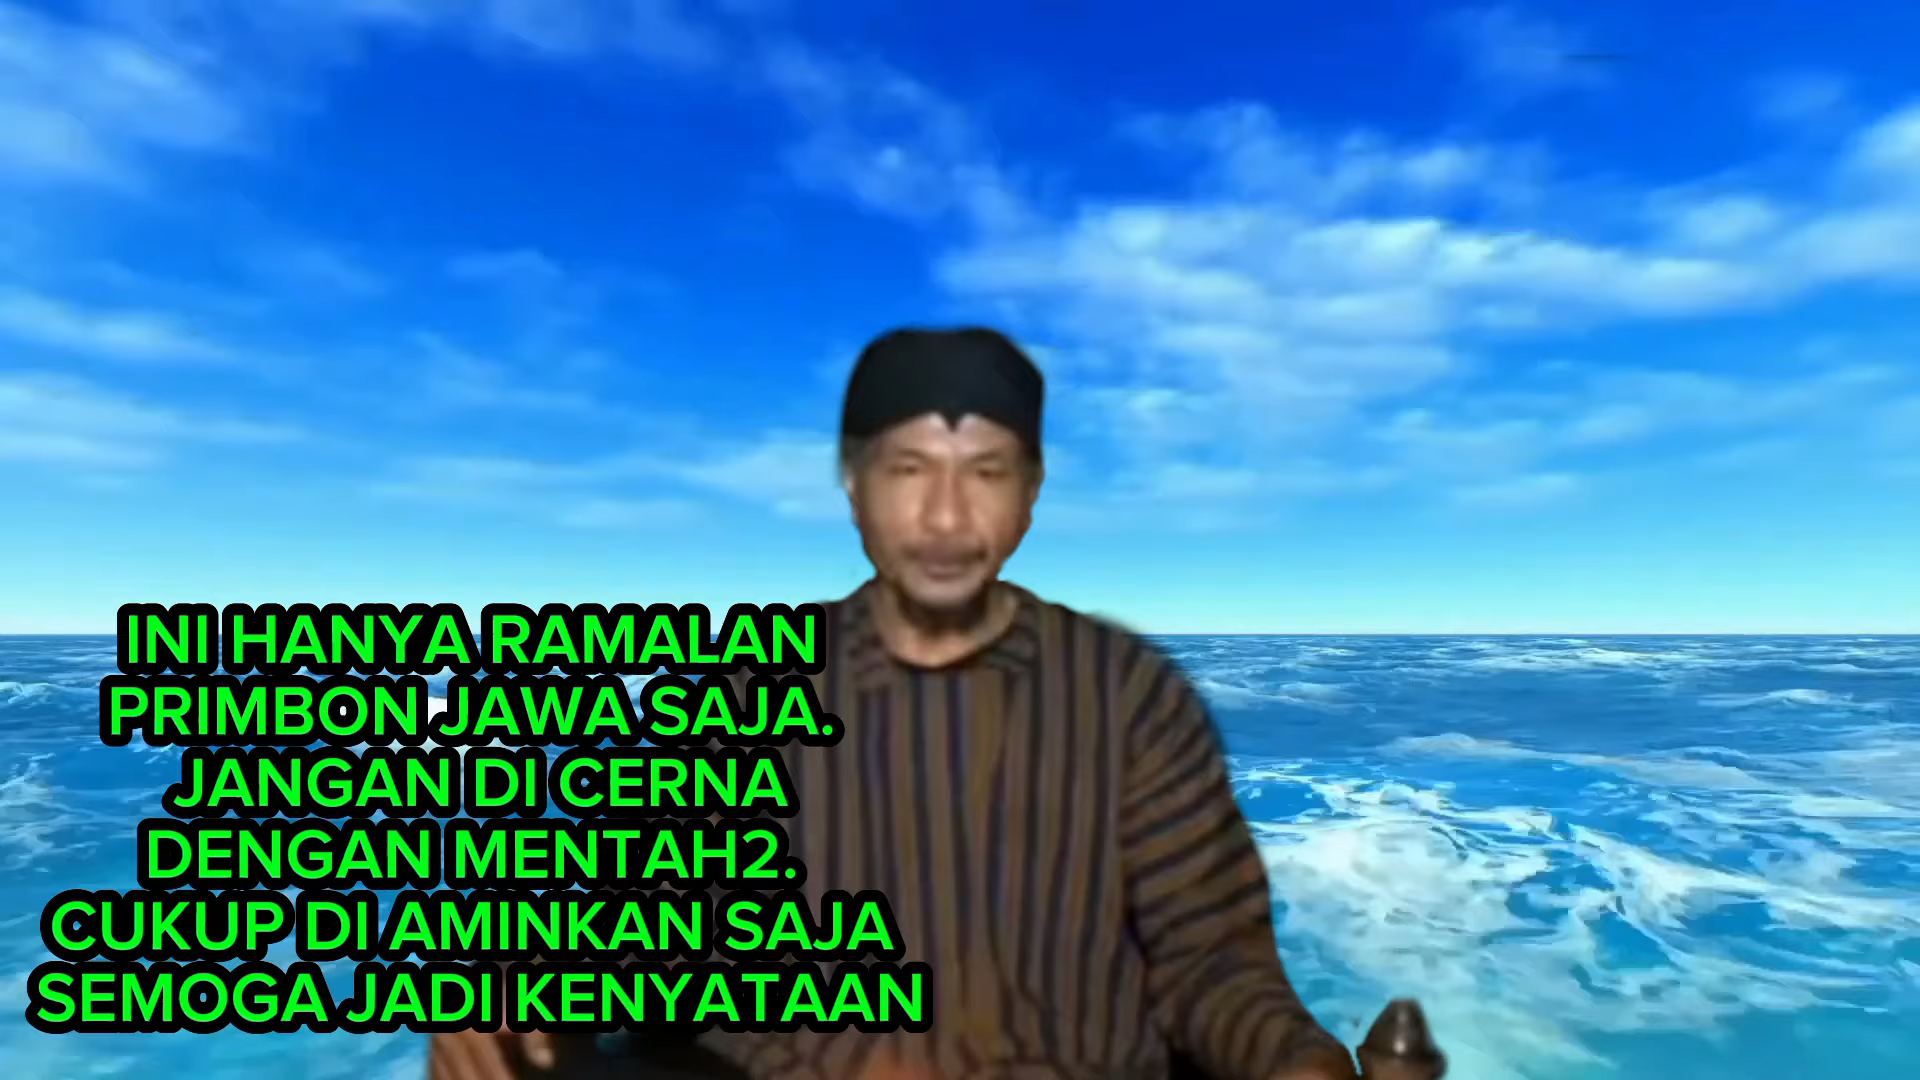 INI HANYA RAMALAN
PRIMBON JAWA SAJA.
JANGAN DI CERNA
DENGAN MENTAH2.
CUKUP DI AMINKAN SAJA
SEMOGA JADI KENYATAAN